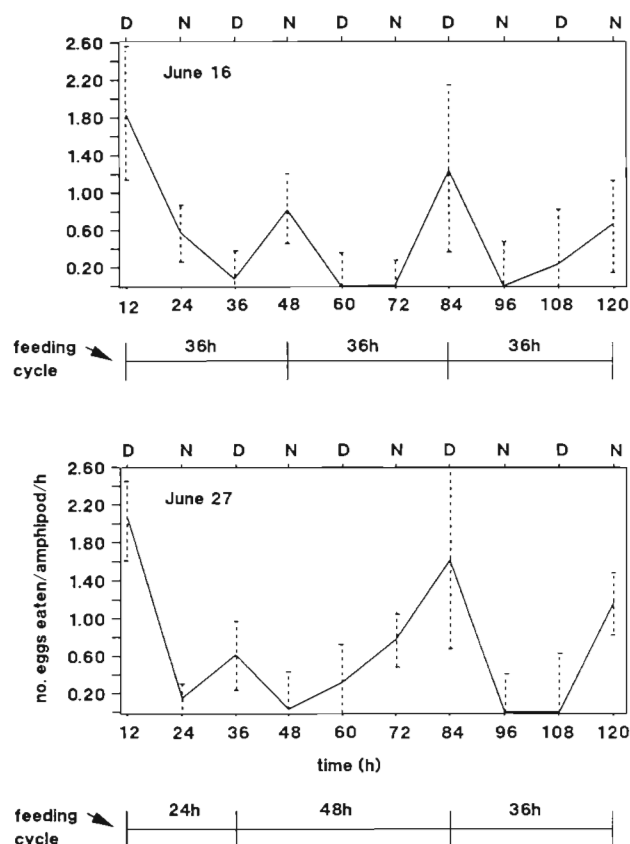 D N D N D N D N D N
June 16
2.60
2.20
1.80
1.40
1.00
0.60
0.20
12 24 36 48 60 72 84 96 108 120
feeding 36h 36h 36h
cycle
D N D N D N D N D N
June 27
2.60
2.20
1.80
1.40
1.00
0.60
0.20
no. eggs eaten/amphipod/h
12 24 36 48 60 72 84 96 108 120
time (h)
feeding 24h 48h 36h
cycle